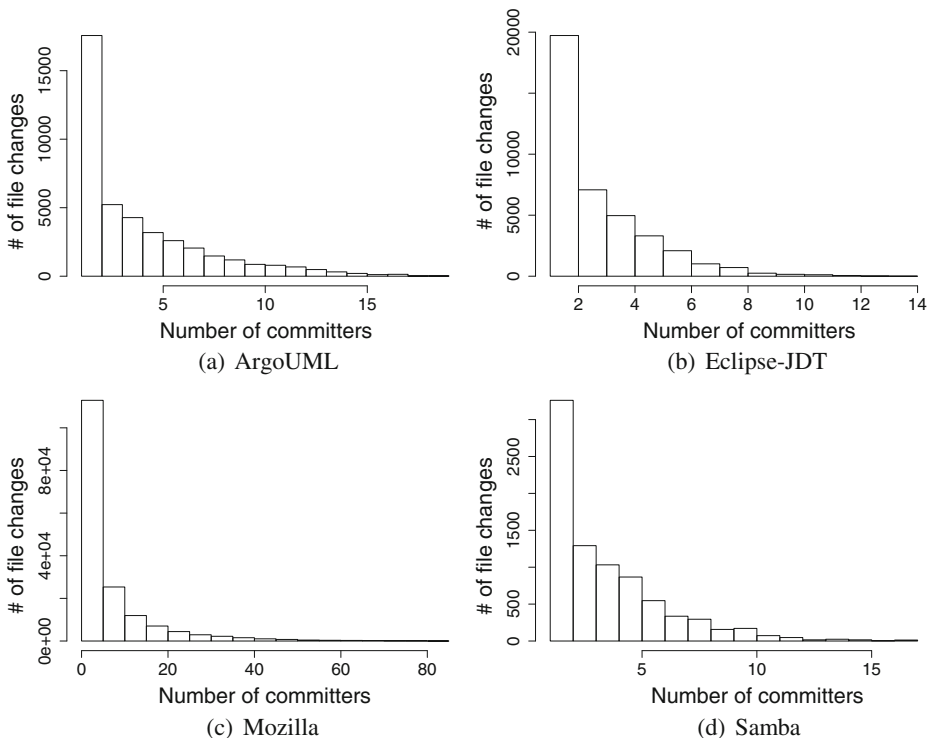 # of file changes
0 5000 10000 15000
5 10 15
Number of committers
(a) ArgoUML
# of file changes
0 5000 10000 15000 20000
2 4 6 8 10 12 14
Number of committers
(b) Eclipse-JDT
# of file changes
0e+00 4e+04 8e+04
0 20 40 60 80
Number of committers
(c) Mozilla
# of file changes
0 500 1500 2500
5 10 15
Number of committers
(d) Samba